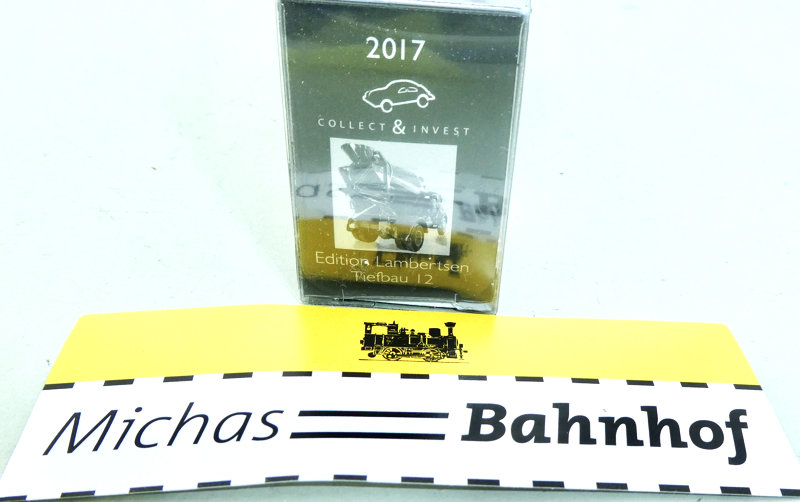 2017
COLLECT & INVEST
Edition Lambertsen
Tiefbau 12
Michas Bahnhof